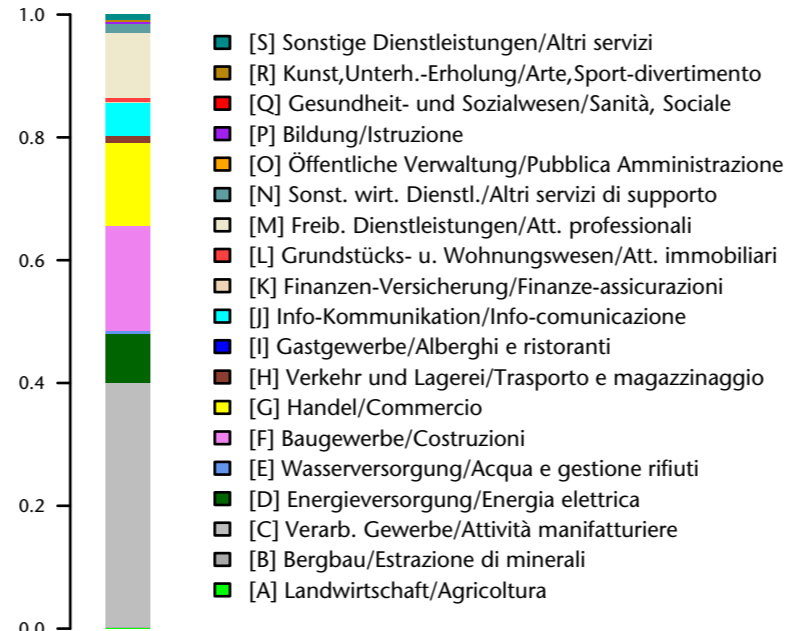 1.0
0.8
0.6
0.4
0.2
0.0
[S] Sonstige Dienstleistungen/Altri servizi
[R] Kunst,Unterh.-Erholung/Arte,Sport-divertimento
[Q] Gesundheit- und Sozialwesen/Sanità, Sociale
[P] Bildung/Istruzione
[O] Öffentliche Verwaltung/Pubblica Amministrazione
[N] Sonst. wirt. Dienstl./Altri servizi di supporto
[M] Freib. Dienstleistungen/Att. professionali
[L] Grundstücks- u. Wohnungswesen/Att. immobiliari
[K] Finanzen-Versicherung/Finanze-assicurazioni
[J] Info-Kommunikation/Info-comunicazione
[I] Gastgewerbe/Alberghi e ristoranti
[H] Verkehr und Lagerei/Trasporto e magazzinaggio
[G] Handel/Commercio
[F] Baugewerbe/Costruzioni
[E] Wasserversorgung/Acqua e gestione rifiuti
[D] Energieversorgung/Energia elettrica
[C] Verarb. Gewerbe/Attività manifatturiere
[B] Bergbau/Estrazione di minerali
[A] Landwirtschaft/Agricoltura